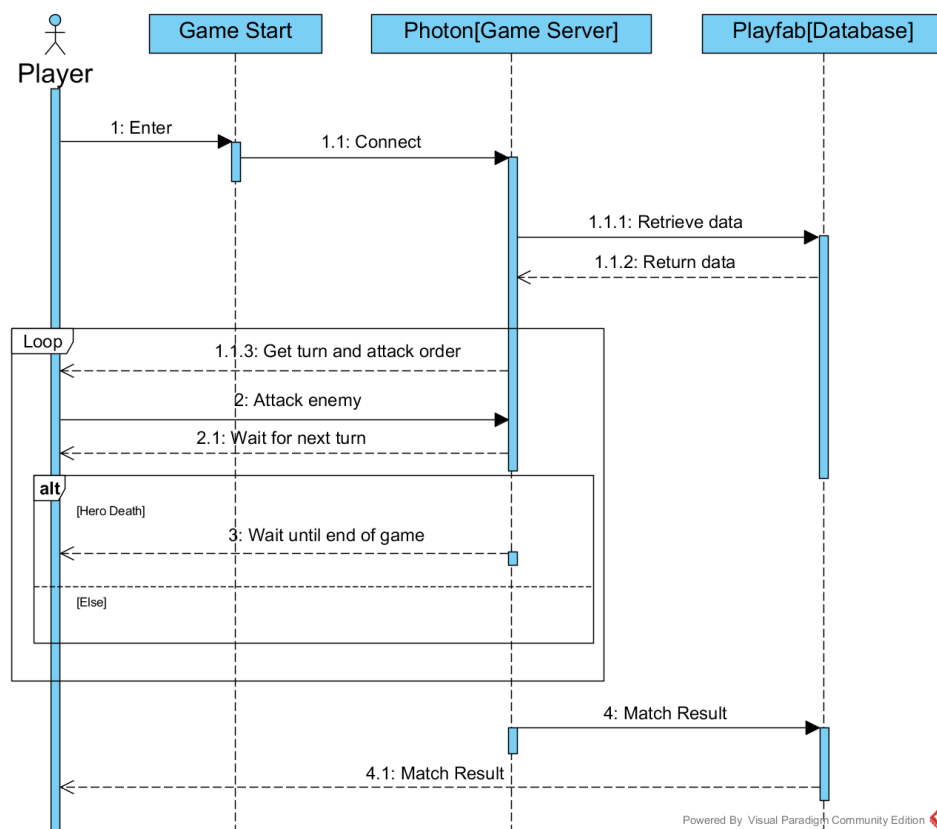 Game Start
Photon[Game Server]
Playfab[Database]
Player
1: Enter
1.1: Connect
1.1.1: Retrieve data
1.1.2: Return data
Loop
1.1.3: Get turn and attack order
2: Attack enemy
2.1: Wait for next turn
alt
[Hero Death]
3: Wait until end of game
[Else]
4: Match Result
4.1: Match Result
Powered By Visual Paradigm Community Edition